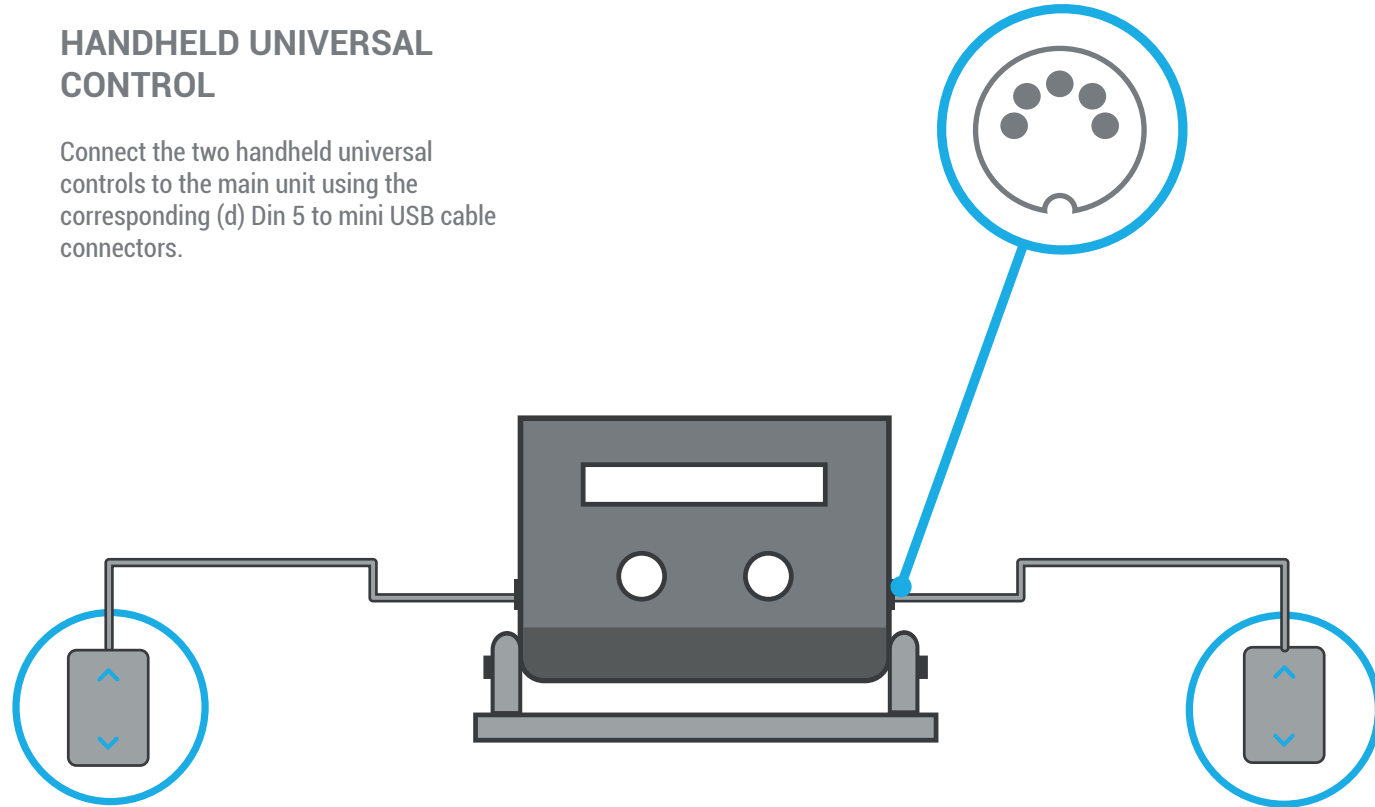 HANDHELD UNIVERSAL
CONTROL
Connect the two handheld universal
controls to the main unit using the
corresponding (d) Din 5 to mini USB cable
connectors.